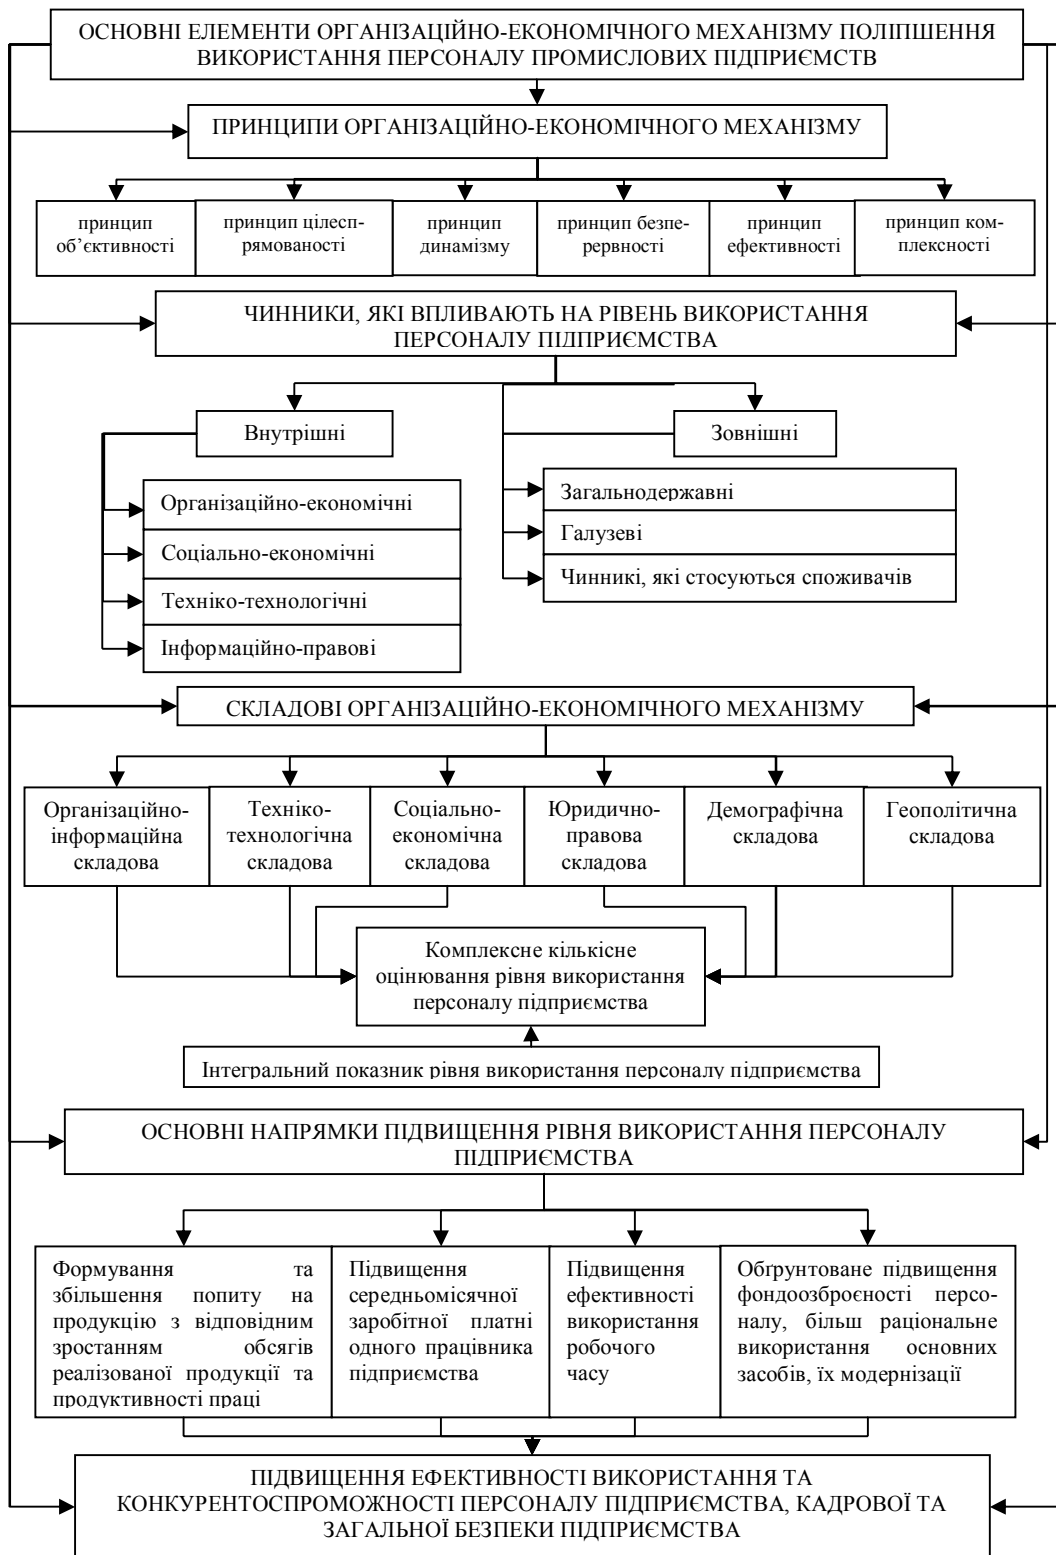 ОСНОВНІ ЕЛЕМЕНТИ ОРГАНІЗАЦІЙНО-ЕКОНОМІЧНОГО МЕХАНІЗМУ ПОЛІПШЕННЯ
ВИКОРИСТАННЯ ПЕРСОНАЛУ ПРОМИСЛОВИХ ПІДПРИЄМСТВ
ПРИНЦИПИ ОРГАНІЗАЦІЙНО-ЕКОНОМІЧНОГО МЕХАНІЗМУ
принцип
об’єктивності
принцип цілесп-
рямованості
принцип
динамізму
принцип безпе-
рервності
принцип
ефективності
принцип ком-
плексності
ЧИННИКИ, ЯКІ ВПЛИВАЮТЬ НА РІВЕНЬ ВИКОРИСТАННЯ
ПЕРСОНАЛУ ПІДПРИЄМСТВА
Внутрішні
Організаційно-економічні
Соціально-економічні
Техніко-технологічні
Інформаційно-правові
Зовнішні
Загальнодержавні
Галузеві
Чинникі, які стосуються споживачів
СКЛАДОВІ ОРГАНІЗАЦІЙНО-ЕКОНОМІЧНОГО МЕХАНІЗМУ
Організаційно-
інформаційна
складова
Техніко-
технологічна
складова
Соціально-
економічна
складова
Юридично-
правова
складова
Демографічна
складова
Геополітична
складова
Комплексне кількісне
оцінювання рівня використання
персоналу підприємства
Інтегральний показник рівня використання персоналу підприємства
ОСНОВНІ НАПРЯМКИ ПІДВИЩЕННЯ РІВНЯ ВИКОРИСТАННЯ ПЕРСОНАЛУ
ПІДПРИЄМСТВА
Формування та
збільшення попиту на
продукцію з відповідним
зростанням обсягів
реалізованої продукції та
продуктивності праці
Підвищення
середньомісячної
заробітної платні
одного працівника
підприємства
Підвищення
ефективності
використання
робочого
часу
Обґрунтоване підвищення
фондоозброєності персо-
налу, більш раціональне
використання основних
засобів, їх модернізації
ПІДВИЩЕННЯ ЕФЕКТИВНОСТІ ВИКОРИСТАННЯ ТА
КОНКУРЕНТОСПРОМОЖНОСТІ ПЕРСОНАЛУ ПІДПРИЄМСТВА, КАДРОВОЇ ТА
ЗАГАЛЬНОЇ БЕЗПЕКИ ПІДПРИЄМСТВА